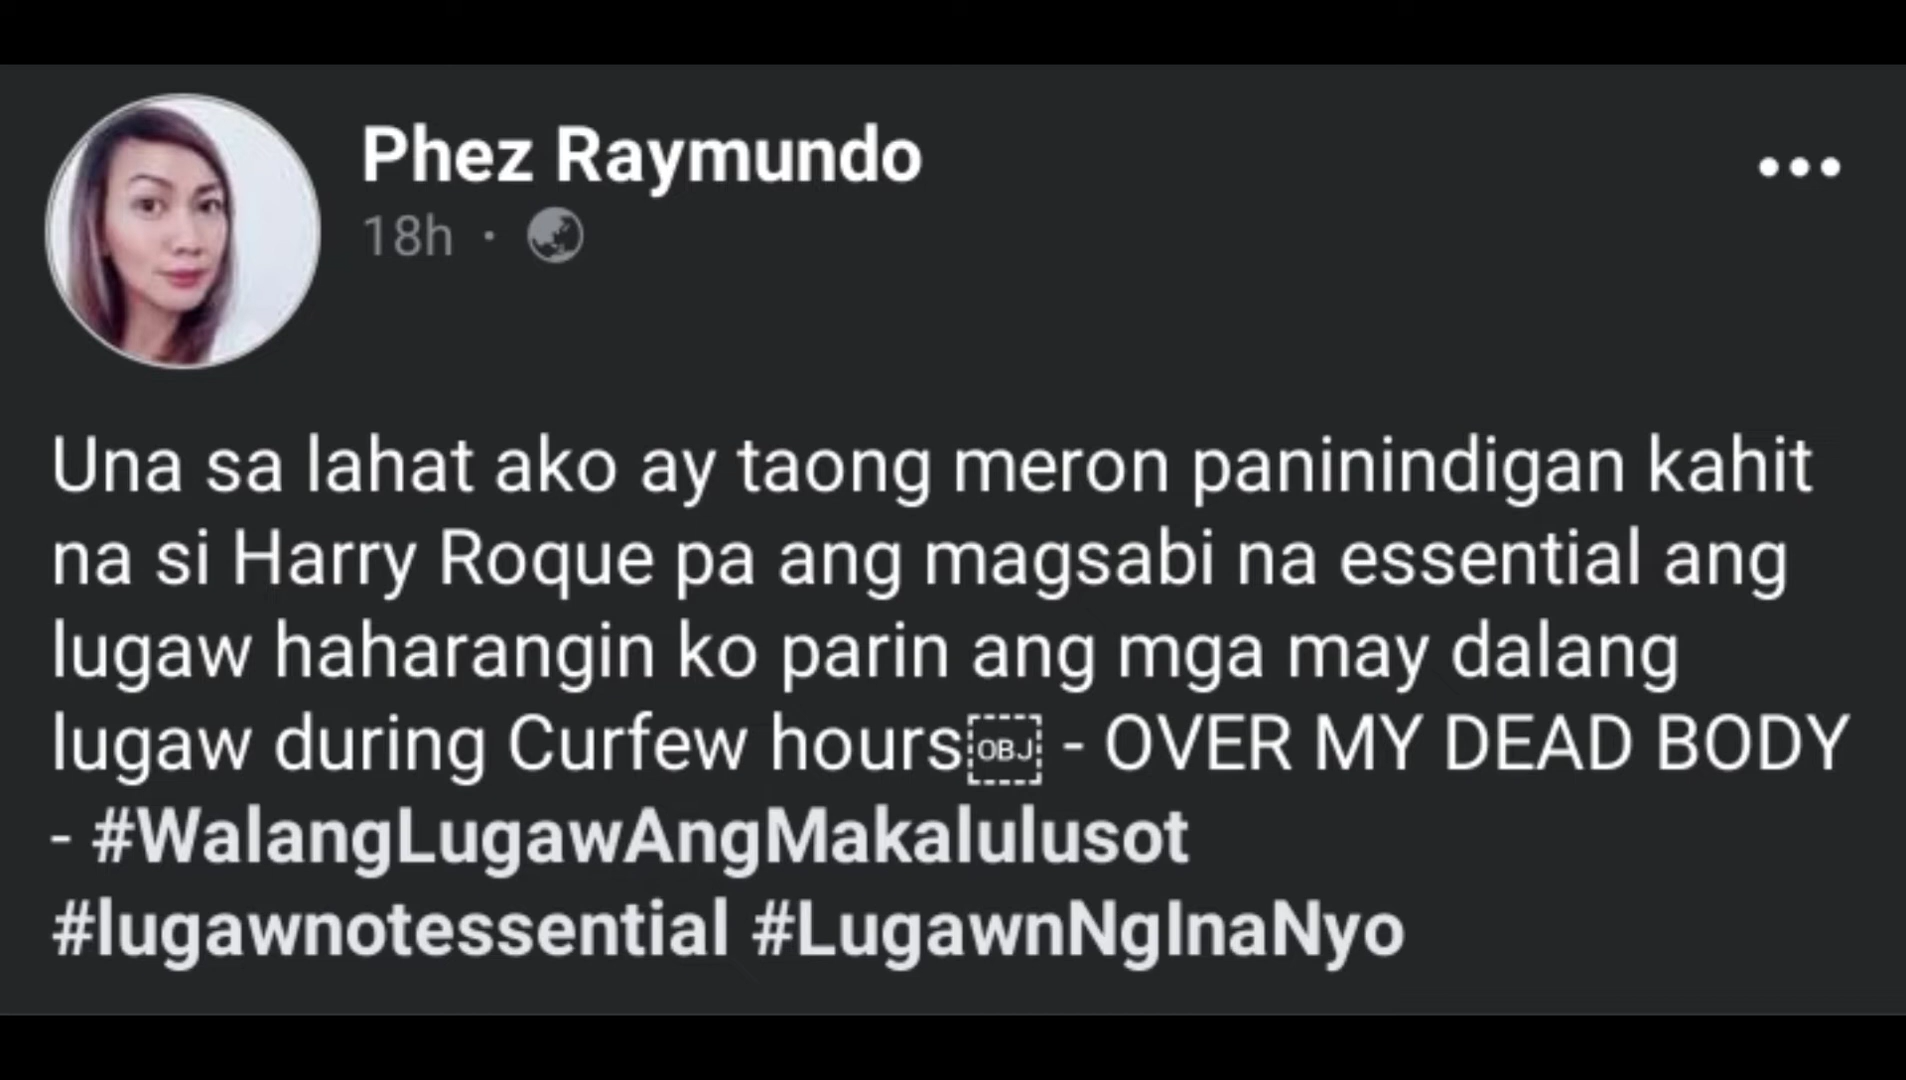 Phez Raymundo
18h ·
Una sa lahat ako ay taong meron paninindigan kahit
na si Harry Roque pa ang magsabi na essential ang
lugaw haharangin ko parin ang mga may dalang
lugaw during Curfew hours￼ - OVER MY DEAD BODY
- #WalangLugawAngMakalulusot
#lugawnotessential #LugawnNgInaNyo